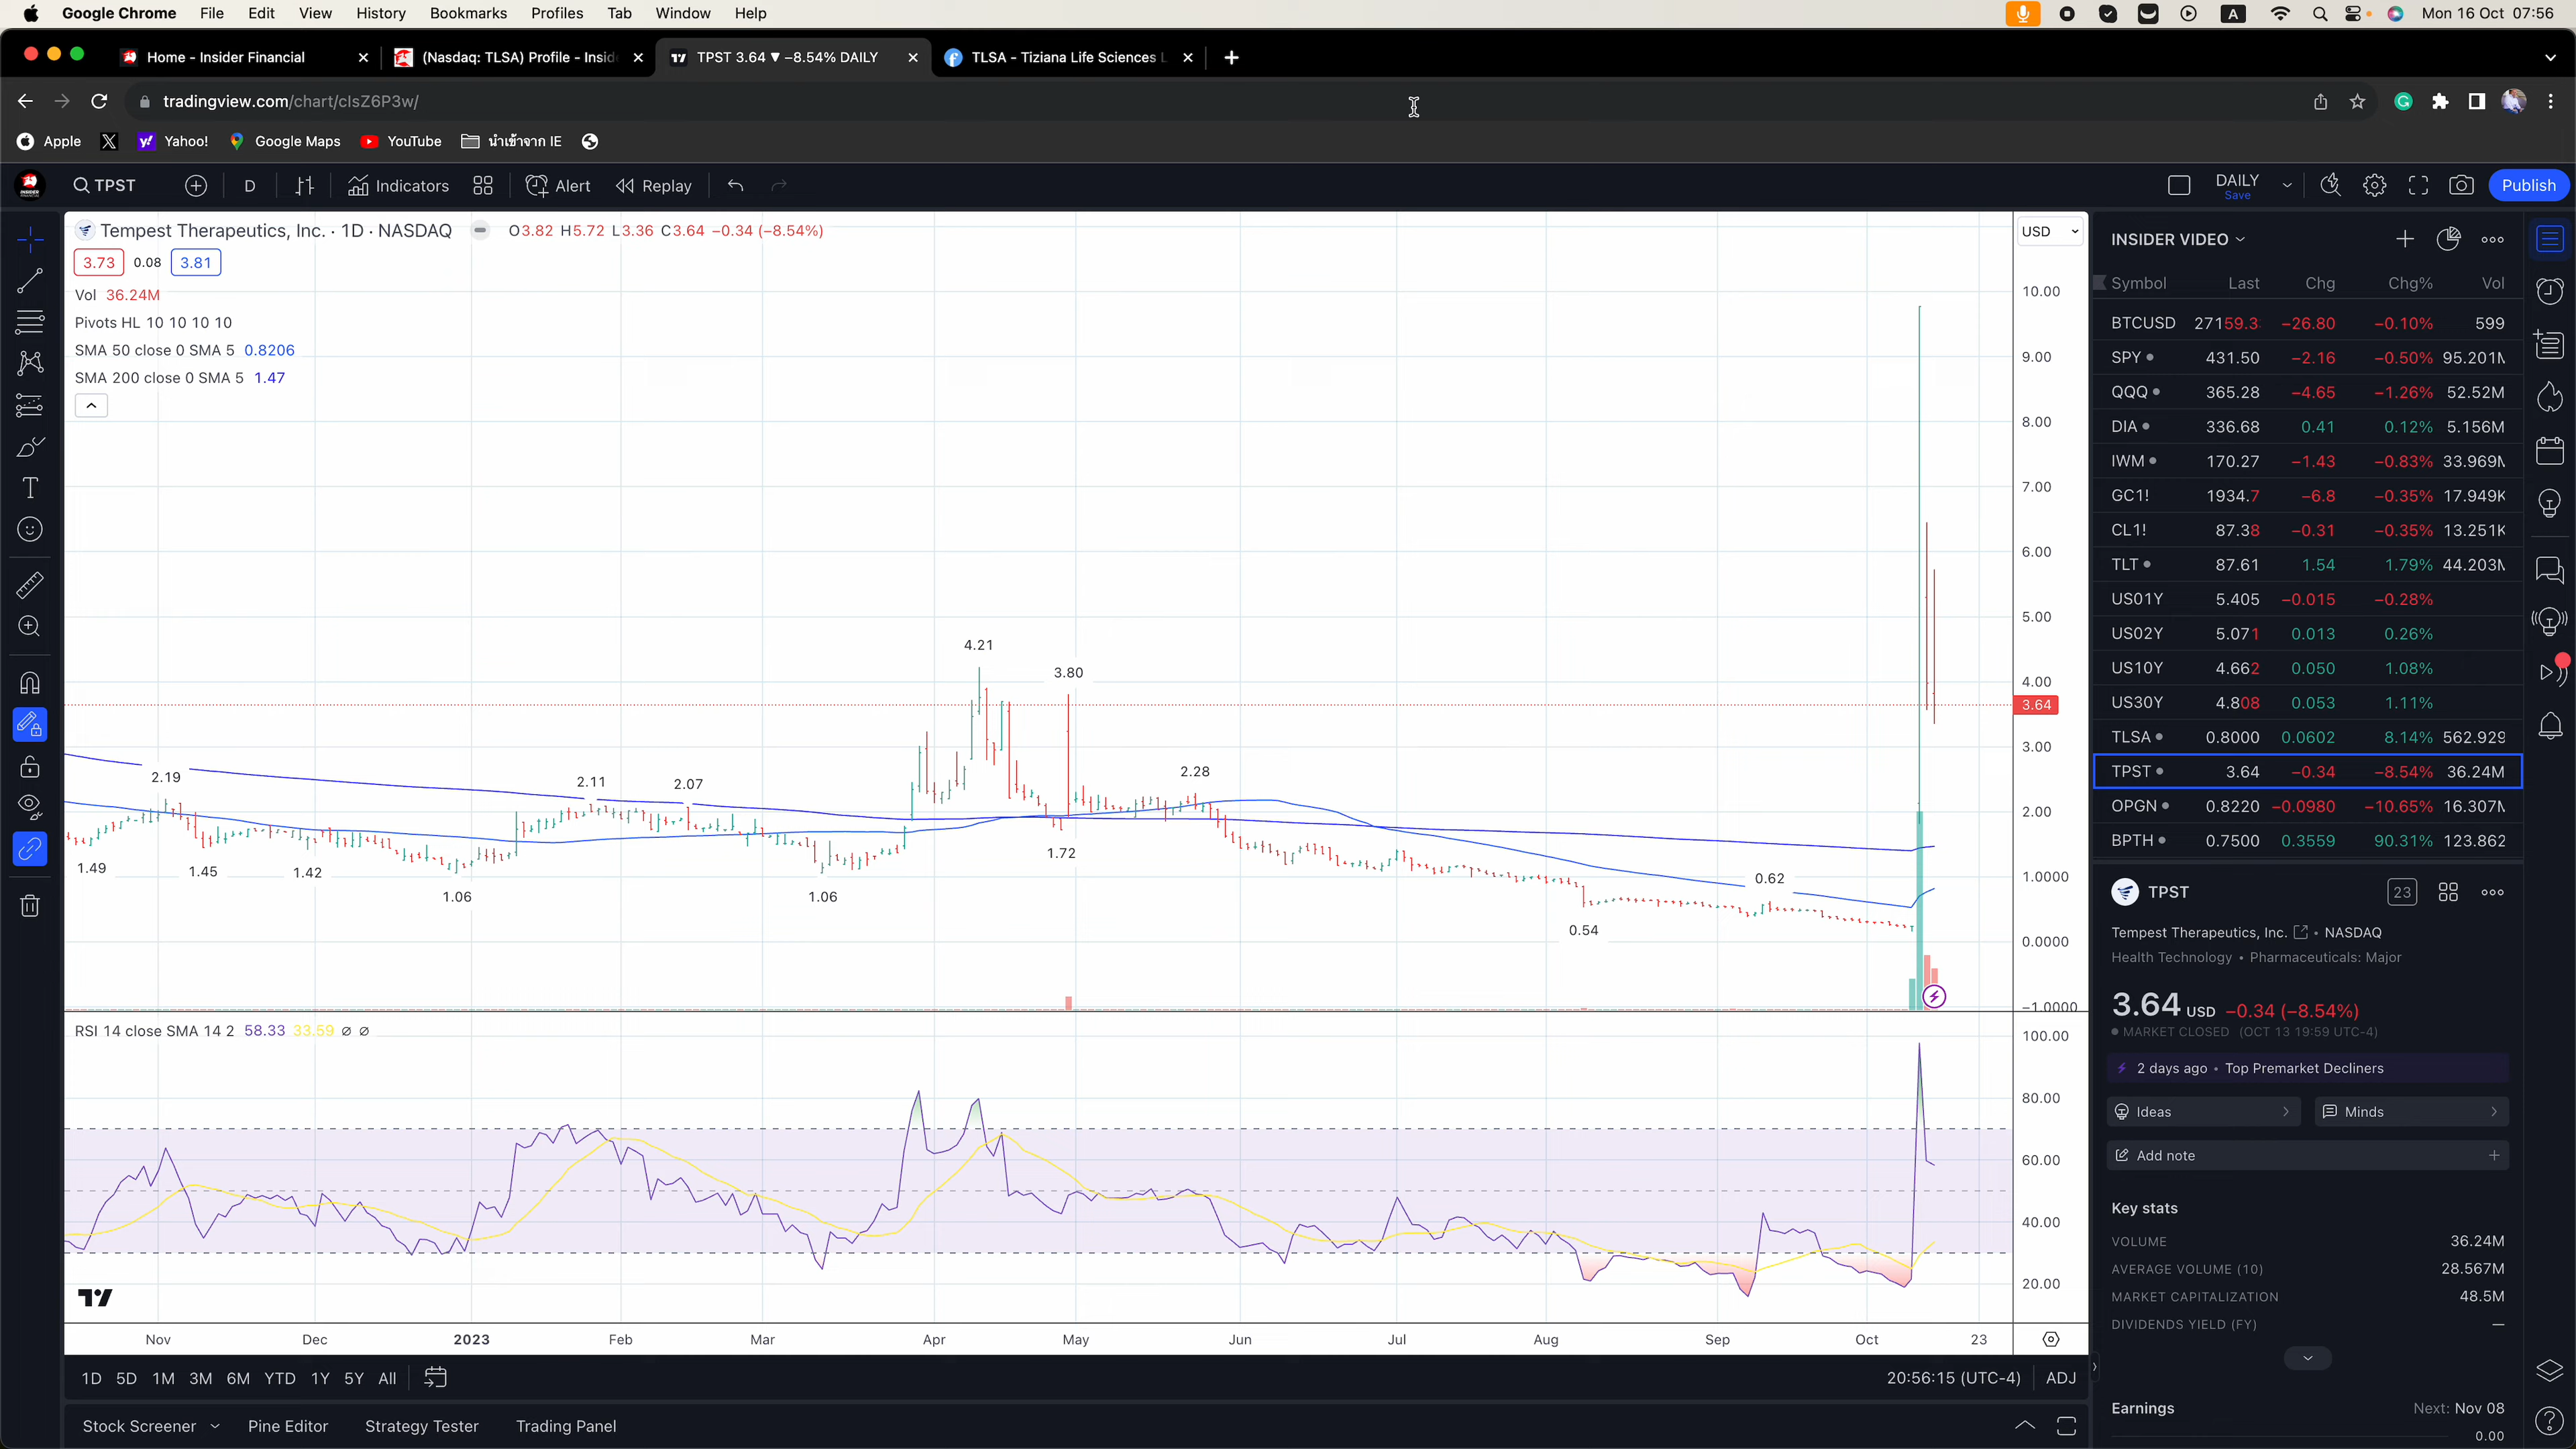 Google Chrome File Edit View History Bookmarks Profiles Tab Window Help A Mon 16 Oct 07:56
Home - Insider Financial (Nasdaq: TLSA) Profile - Insid TPST 3.64 ▼ −8.54% DAILY TLSA - Tiziana Life Sciences L
tradingview.com/chart/clsZ6P3w/
Apple Yahoo! Google Maps YouTube นำเข้าจาก IE
TPST D Indicators Alert Replay DAILY Save Publish
Tempest Therapeutics, Inc. · 1D · NASDAQ O3.82 H5.72 L3.36 C3.64 −0.34 (−8.54%)
3.73 0.08 3.81
Vol 36.24M
Pivots HL 10 10 10 10
SMA 50 close 0 SMA 5 0.8206
SMA 200 close 0 SMA 5 1.47
USD
10.00
9.00
8.00
7.00
6.00
5.00
4.00
3.64
3.00
2.00
1.0000
0.0000
−1.0000
4.21
3.80
2.19
2.11
2.07
2.28
1.49
1.45
1.42
1.06
1.06
1.72
0.54
0.62
RSI 14 close SMA 14 2 58.33 33.59 ∅ ∅
100.00
80.00
60.00
40.00
20.00
Nov Dec 2023 Feb Mar Apr May Jun Jul Aug Sep Oct 23
1D 5D 1M 3M 6M YTD 1Y 5Y All 20:56:15 (UTC-4) ADJ
Stock Screener Pine Editor Strategy Tester Trading Panel
INSIDER VIDEO
Symbol Last Chg Chg% Vol
BTCUSD 27159.3 −26.80 −0.10% 599
SPY 431.50 −2.16 −0.50% 95.201M
QQQ 365.28 −4.65 −1.26% 52.52M
DIA 336.68 0.41 0.12% 5.156M
IWM 170.27 −1.43 −0.83% 33.969M
GC1! 1934.7 −6.8 −0.35% 17.949K
CL1! 87.38 −0.31 −0.35% 13.251K
TLT 87.61 1.54 1.79% 44.203M
US01Y 5.405 −0.015 −0.28%
US02Y 5.071 0.013 0.26%
US10Y 4.662 0.050 1.08%
US30Y 4.808 0.053 1.11%
TLSA 0.8000 0.0602 8.14% 562.929
TPST 3.64 −0.34 −8.54% 36.24M
OPGN 0.8220 −0.0980 −10.65% 16.307M
BPTH 0.7500 0.3559 90.31% 123.862
TPST 23
Tempest Therapeutics, Inc. • NASDAQ
Health Technology • Pharmaceuticals: Major
3.64 USD −0.34 (−8.54%)
MARKET CLOSED (OCT 13 19:59 UTC-4)
2 days ago • Top Premarket Decliners
Ideas Minds
Add note
Key stats
VOLUME 36.24M
AVERAGE VOLUME (10) 28.567M
MARKET CAPITALIZATION 48.5M
DIVIDENDS YIELD (FY) —
Earnings Next: Nov 08
0.00